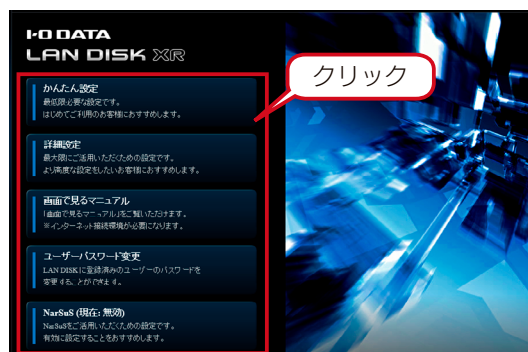 I-O DATA
LAN DISK XR
クリック
かんたん設定
最低限必要な設定です。
はじめてご利用のお客様におすすめします。
詳細設定
最大限にご活用いただくための設定です。
より高度な設定をしたいお客様におすすめします。
画面で見るマニュアル
「画面で見るマニュアル」をご覧いただけます。
※インターネット接続環境が必要になります。
ユーザーパスワード変更
LAN DISKに登録済みのユーザーのパスワードを
変更することができます。
NarSuS (現在: 無効)
NarSuSをご活用いただくための設定です。
有効に設定することをおすすめします。